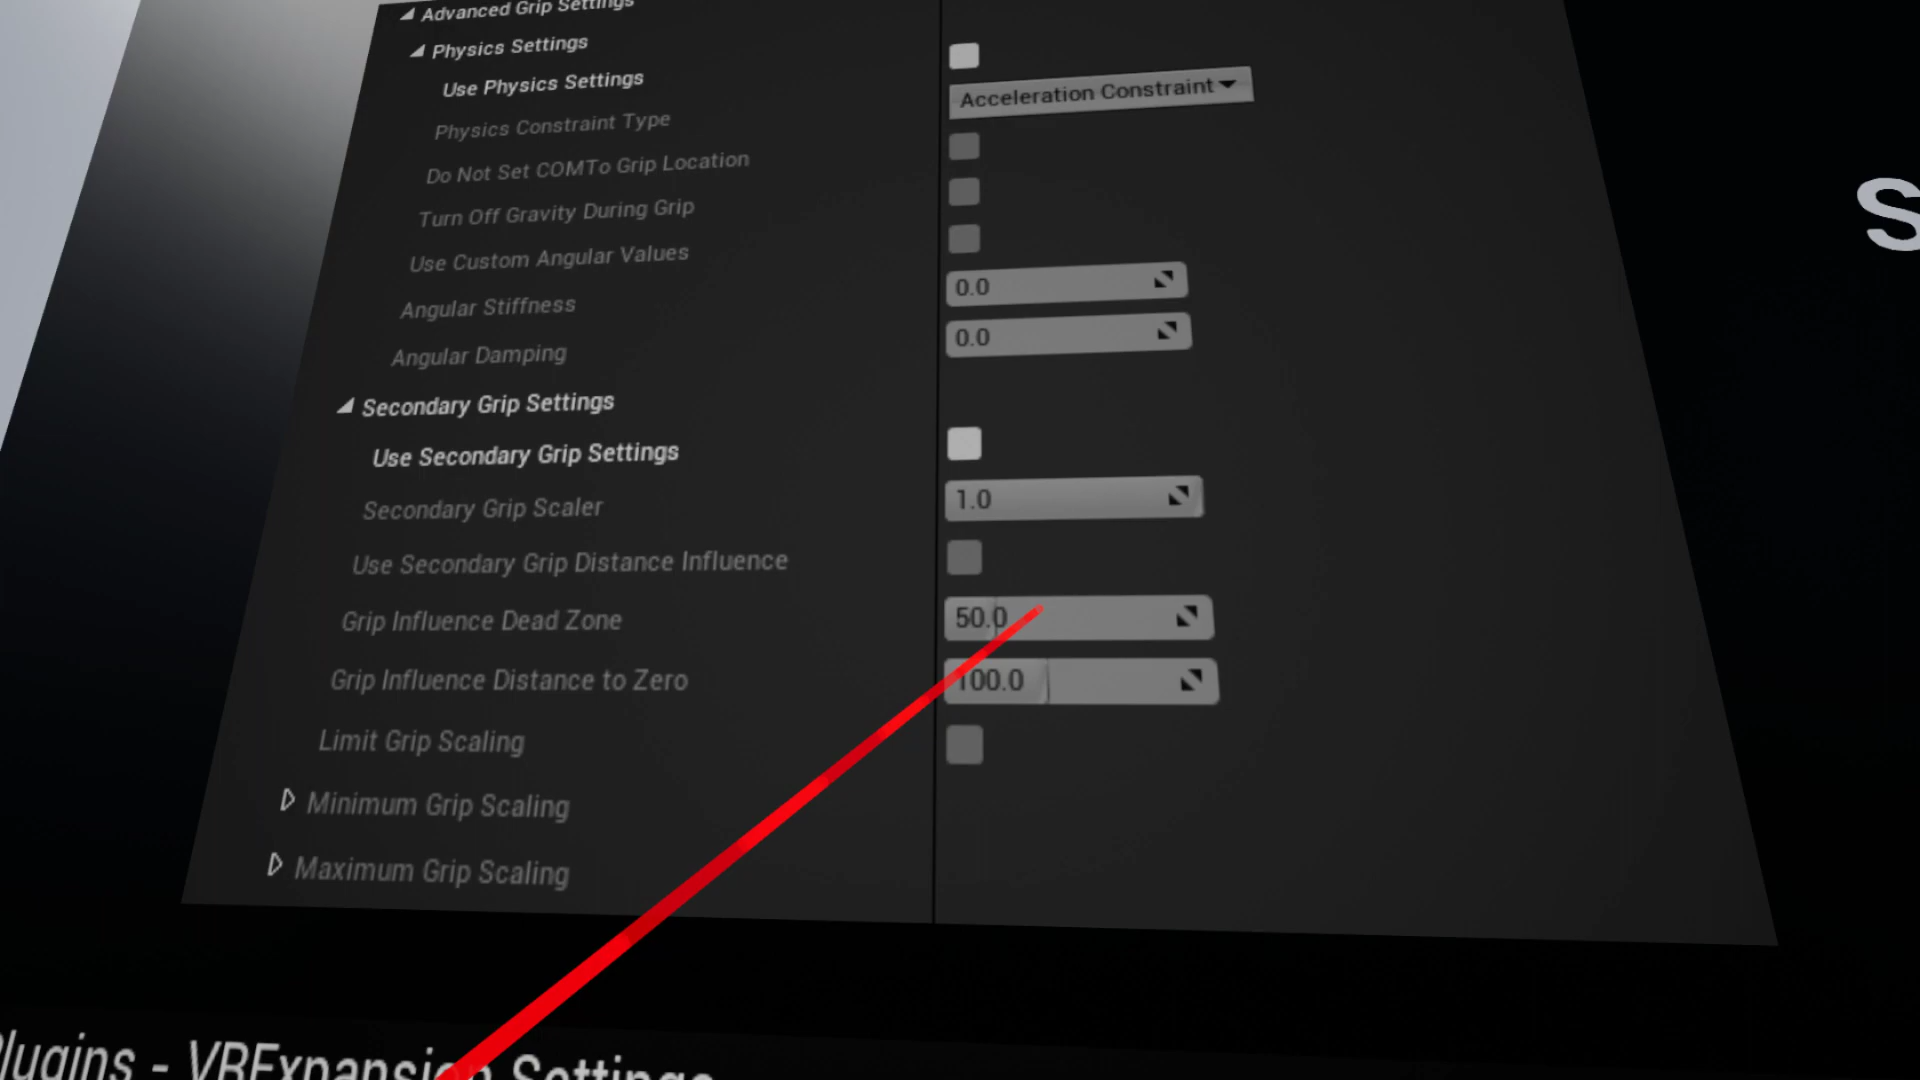 Advanced Grip Settings
Physics Settings
Use Physics Settings
Physics Constraint Type Acceleration Constraint
Do Not Set COMTo Grip Location
Turn Off Gravity During Grip
Use Custom Angular Values
Angular Stiffness 0.0
Angular Damping 0.0
Secondary Grip Settings
Use Secondary Grip Settings
Secondary Grip Scaler 1.0
Use Secondary Grip Distance Influence
Grip Influence Dead Zone 50.0
Grip Influence Distance to Zero 100.0
Limit Grip Scaling
Minimum Grip Scaling
Maximum Grip Scaling
S
Plugins - VRExpansion Settings